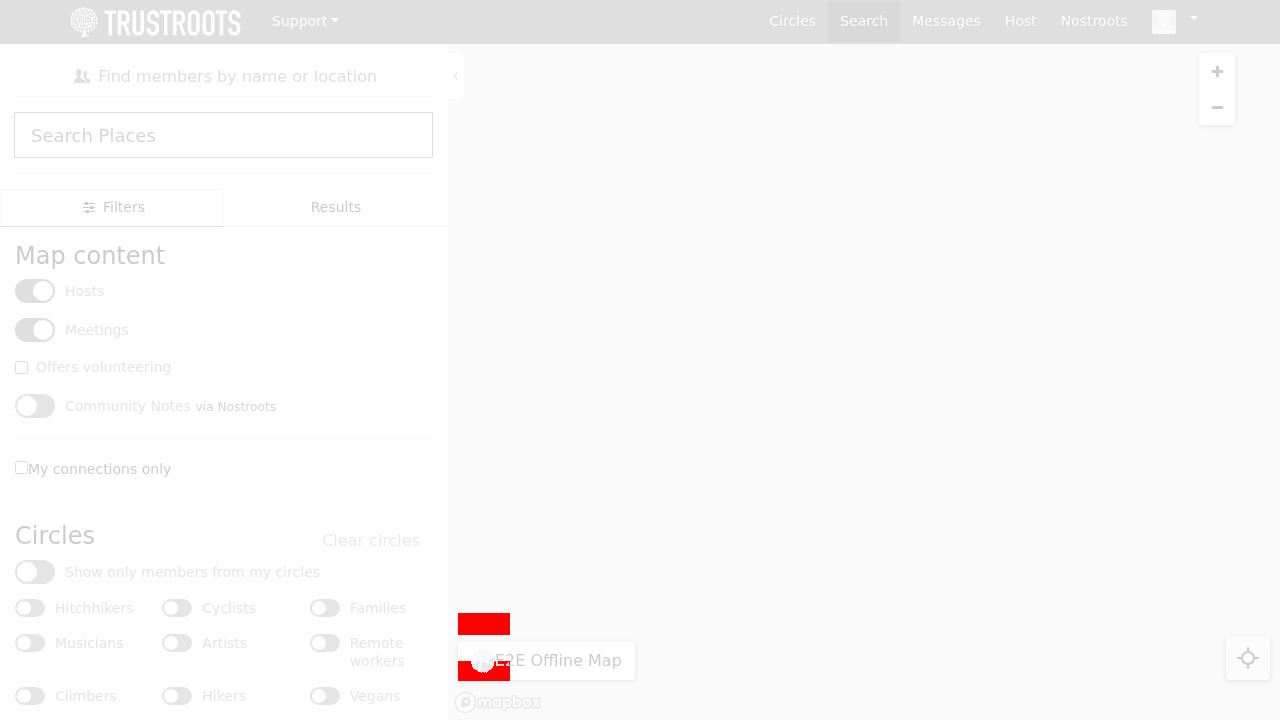 TRUSTROOTS Support Circles Search Messages Host Nostroots
Find members by name or location
Search Places
Filters Results
Map content
Hosts
Meetings
Offers volunteering
Community Notes via Nostroots
My connections only
Circles Clear circles
Show only members from my circles
Hitchhikers Cyclists Families
Musicians Artists Remote workers
Climbers Hikers Vegans
E2E Offline Map
mapbox